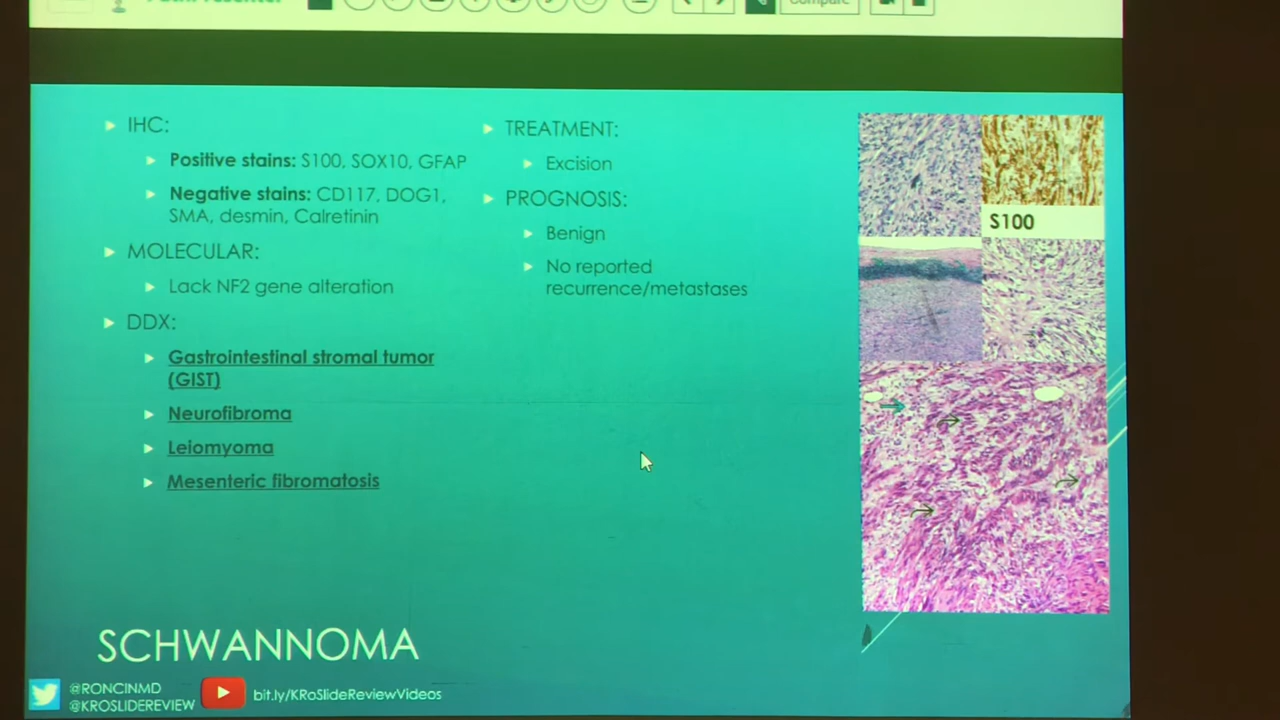 IHC:
Positive stains: S100, SOX10, GFAP
Negative stains: CD117, DOG1,
SMA, desmin, Calretinin
MOLECULAR:
Lack NF2 gene alteration
DDX:
Gastrointestinal stromal tumor
(GIST)
Neurofibroma
Leiomyoma
Mesenteric fibromatosis
TREATMENT:
Excision
PROGNOSIS:
Benign
No reported
recurrence/metastases
S100
SCHWANNOMA
@RONCINMD
@KROSLIDEREVIEW
bit.ly/KRoSlideReviewVideos